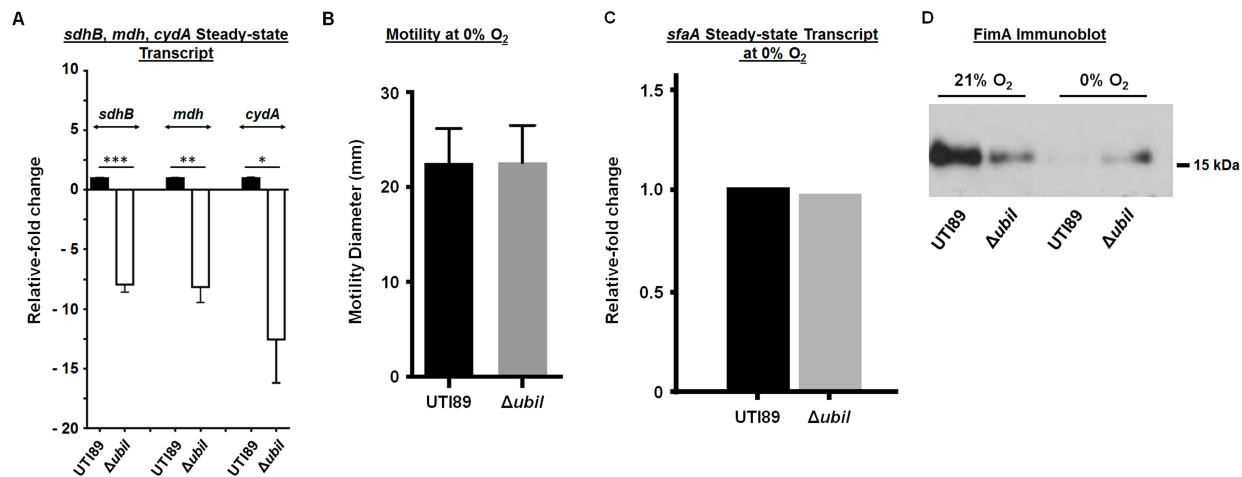 A
sdhB, mdh, cydA Steady-state
Transcript
Relative-fold change
10
5
0
- 5
- 10
- 15
- 20
sdhB
mdh
cydA
***
**
*
UTI89
ΔubiI
UTI89
ΔubiI
UTI89
ΔubiI
B
Motility at 0% O2
Motility Diameter (mm)
30
20
10
0
UTI89
ΔubiI
C
sfaA Steady-state Transcript
at 0% O2
Relative-fold change
1.5
1.0
0.5
0
UTI89
ΔubiI
D
FimA Immunoblot
21% O2
0% O2
15 kDa
UTI89
ΔubiI
UTI89
ΔubiI